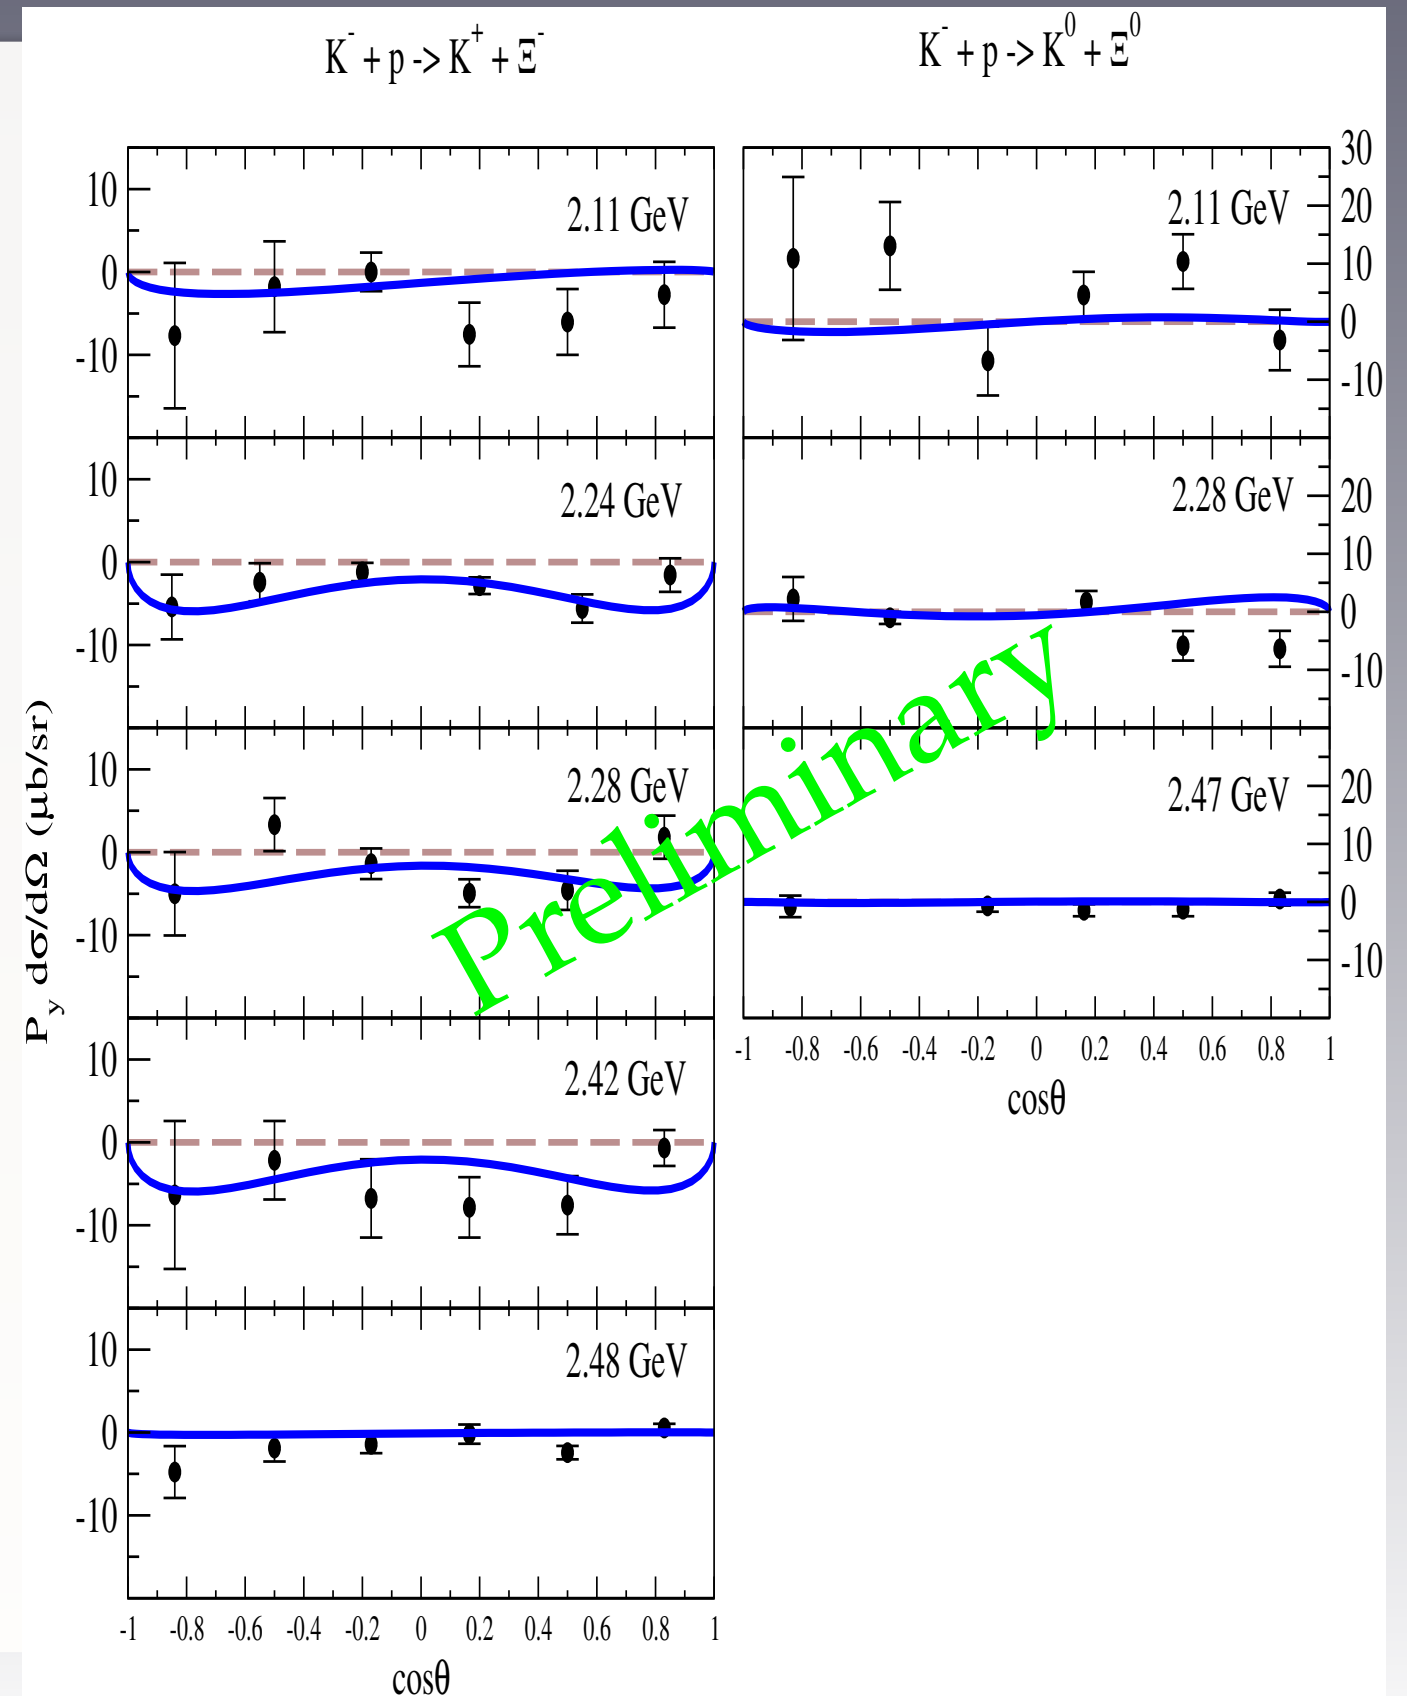 K⁻ + p -> K⁺ + Ξ⁻
K⁻ + p -> K⁰ + Ξ⁰
P_y dσ/dΩ (μb/sr)
10
0
-10
2.11 GeV
10
0
-10
2.24 GeV
10
0
-10
2.28 GeV
10
0
-10
2.42 GeV
10
0
-10
2.48 GeV
-1 -0.8 -0.6 -0.4 -0.2 0 0.2 0.4 0.6 0.8 1
cosθ
30
20
10
0
-10
2.11 GeV
20
10
0
-10
2.28 GeV
20
10
0
-10
2.47 GeV
-1 -0.8 -0.6 -0.4 -0.2 0 0.2 0.4 0.6 0.8 1
cosθ
Preliminary